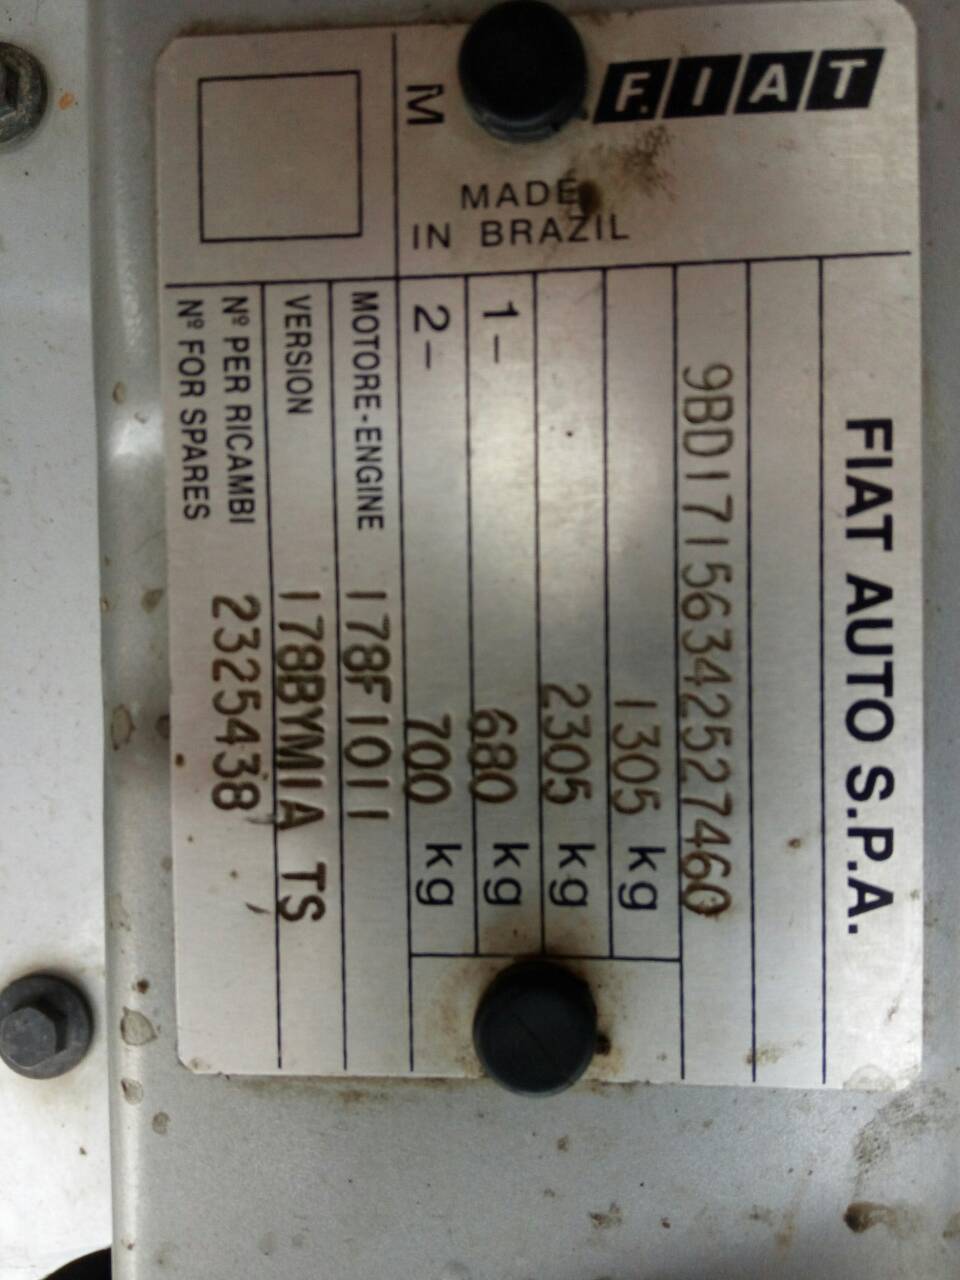 FIAT AUTO S.P.A.
9BD17156342527460
1305 kg
2305 kg
1- 680 kg
2- 700 kg
MOTORE-ENGINE 178F1011
VERSION 178BYM1A TS
Nº PER RICAMBI 23254438
Nº FOR SPARES
FIAT
MADE
IN BRAZIL
M